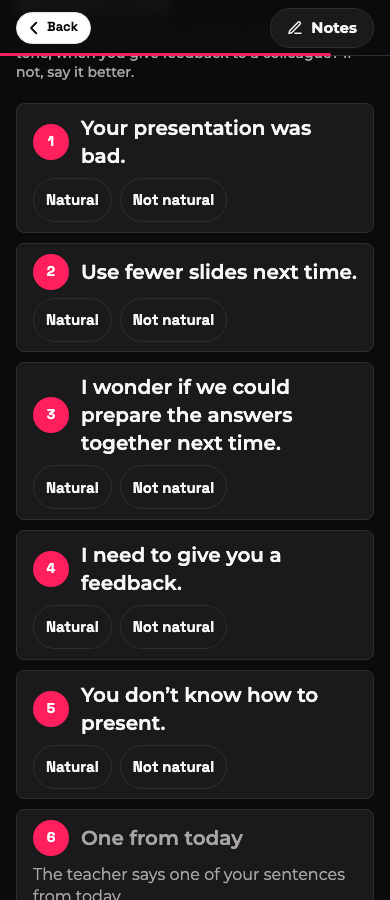 Back
Notes
tone, when you give feedback to a colleague? If
not, say it better.
1
Your presentation was
bad.
Natural
Not natural
2
Use fewer slides next time.
Natural
Not natural
3
I wonder if we could
prepare the answers
together next time.
Natural
Not natural
4
I need to give you a
feedback.
Natural
Not natural
5
You don’t know how to
present.
Natural
Not natural
6
One from today
The teacher says one of your sentences
from today